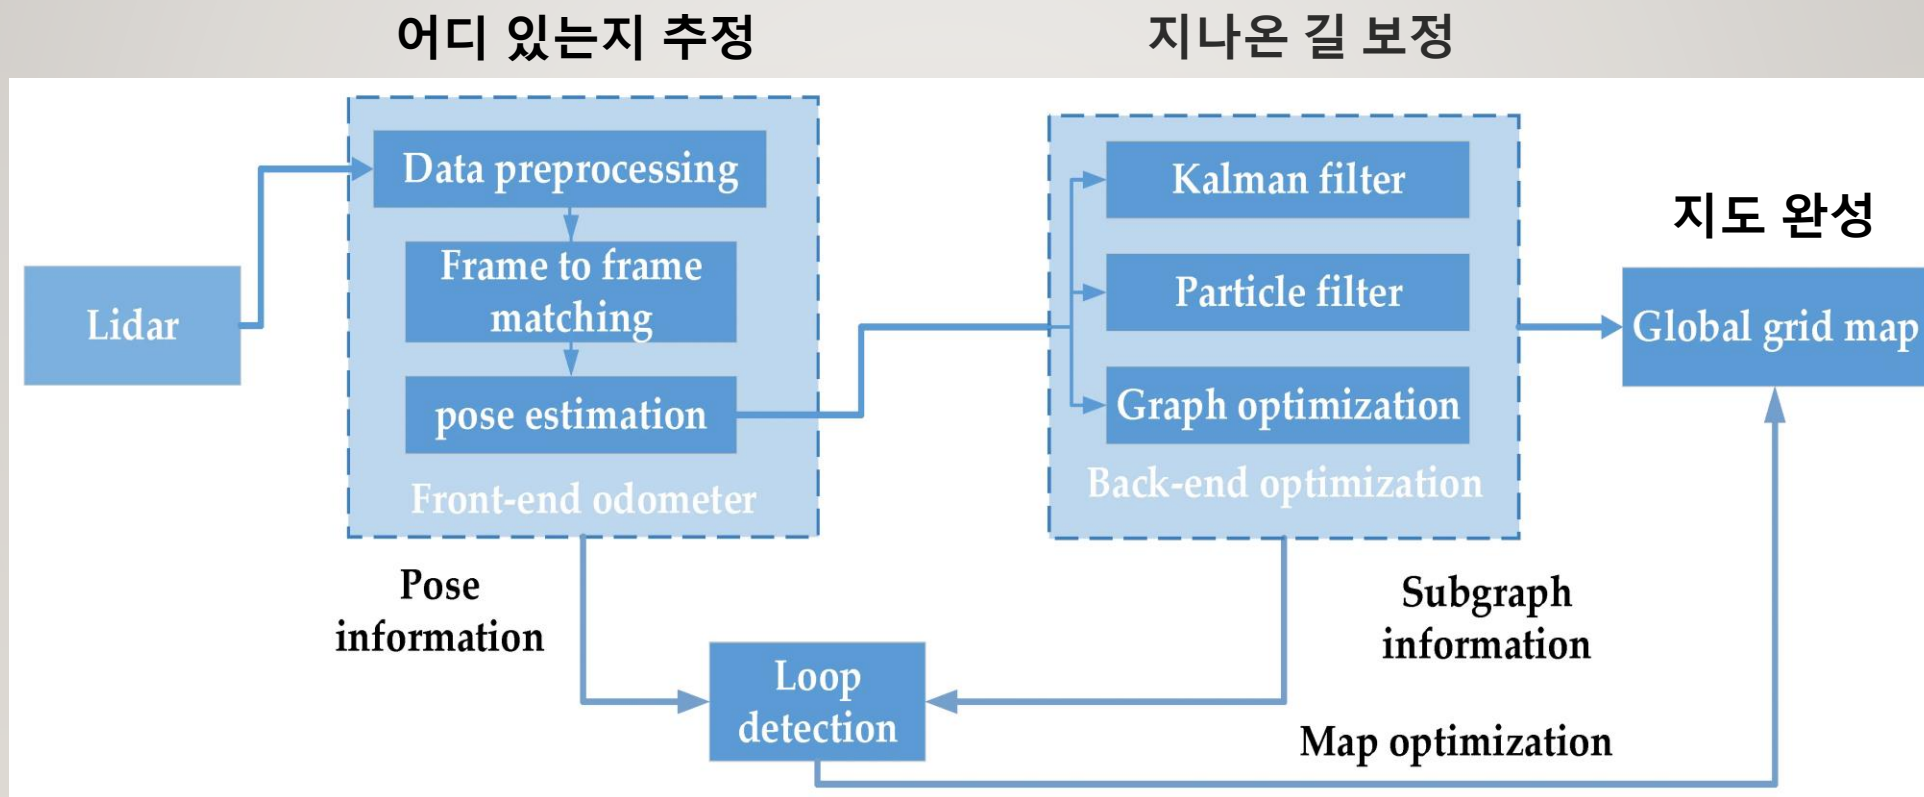 어디 있는지 추정
지나온 길 보정
Data preprocessing
Frame to frame
matching
pose estimation
Front-end odometer
Lidar
Kalman filter
Particle filter
Graph optimization
Back-end optimization
지도 완성
Global grid map
Pose
information
Loop
detection
Subgraph
information
Map optimization